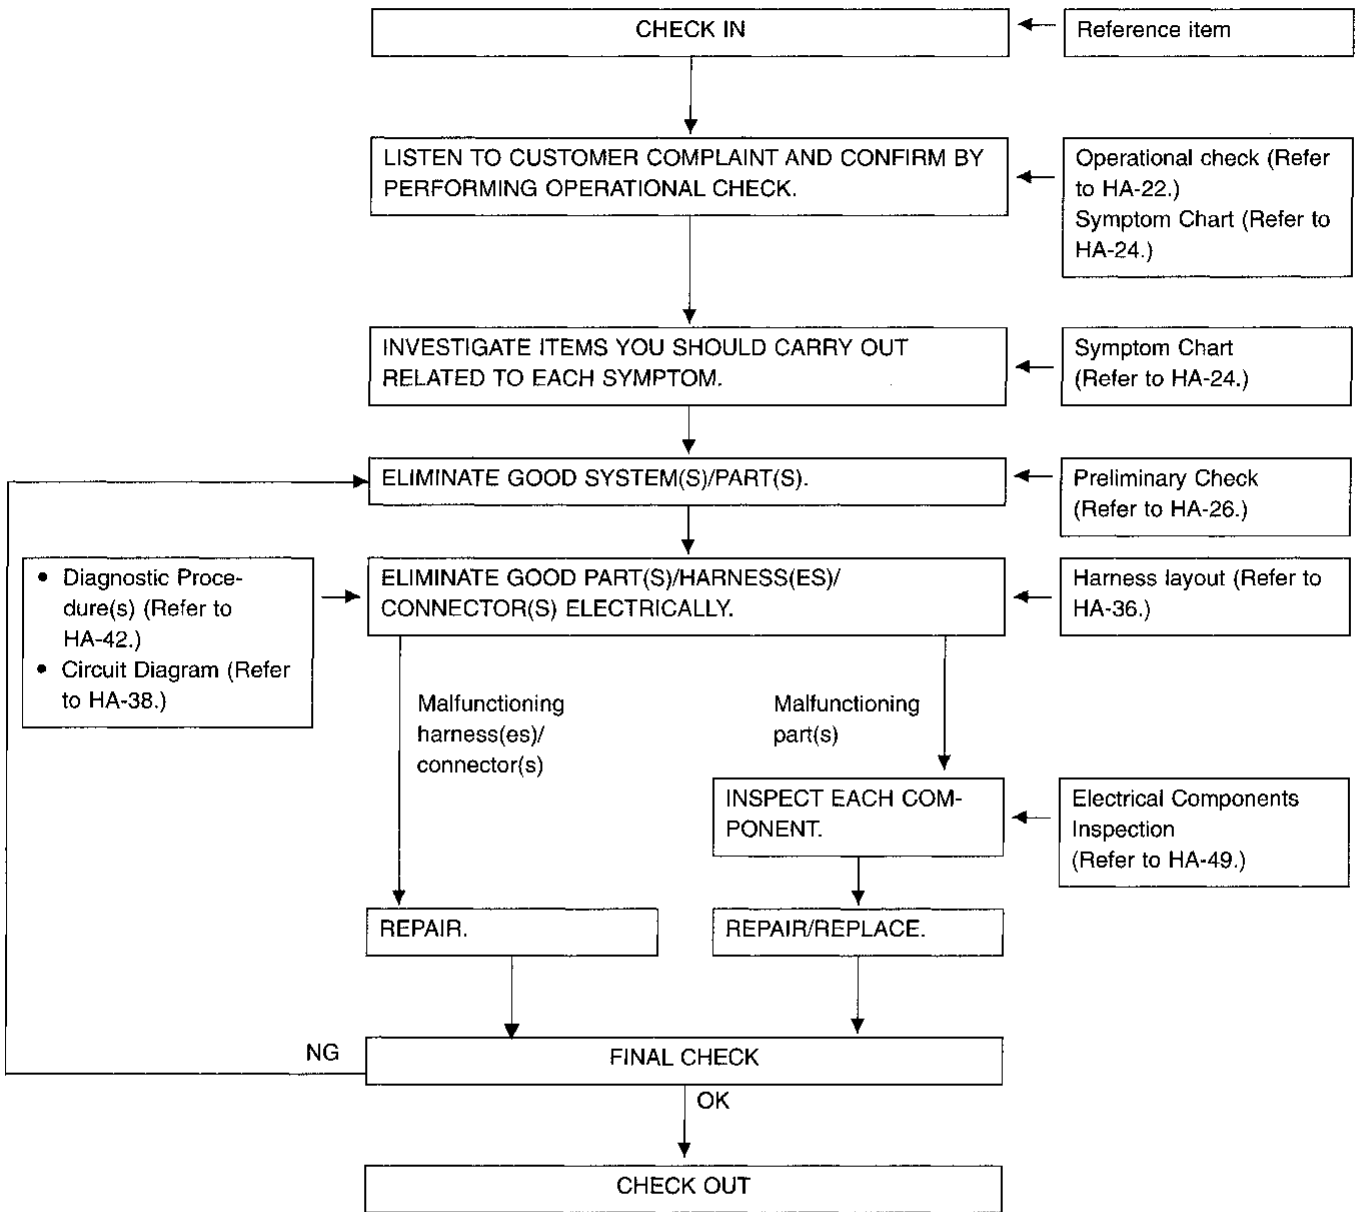 CHECK IN
Reference item
LISTEN TO CUSTOMER COMPLAINT AND CONFIRM BY
PERFORMING OPERATIONAL CHECK.
Operational check (Refer
to HA-22.)
Symptom Chart (Refer to
HA-24.)
INVESTIGATE ITEMS YOU SHOULD CARRY OUT
RELATED TO EACH SYMPTOM.
Symptom Chart
(Refer to HA-24.)
ELIMINATE GOOD SYSTEM(S)/PART(S).
Preliminary Check
(Refer to HA-26.)
• Diagnostic Proce-
dure(s) (Refer to
HA-42.)
• Circuit Diagram (Refer
to HA-38.)
ELIMINATE GOOD PART(S)/HARNESS(ES)/
CONNECTOR(S) ELECTRICALLY.
Harness layout (Refer to
HA-36.)
Malfunctioning
harness(es)/
connector(s)
Malfunctioning
part(s)
INSPECT EACH COM-
PONENT.
Electrical Components
Inspection
(Refer to HA-49.)
REPAIR.
REPAIR/REPLACE.
NG
FINAL CHECK
OK
CHECK OUT